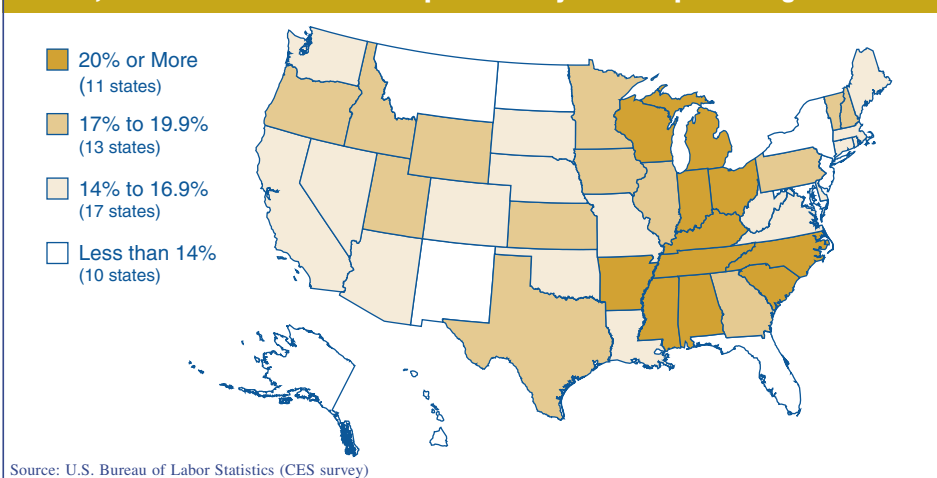 20% or More
(11 states)
17% to 19.9%
(13 states)
14% to 16.9%
(17 states)
Less than 14%
(10 states)
Source: U.S. Bureau of Labor Statistics (CES survey)